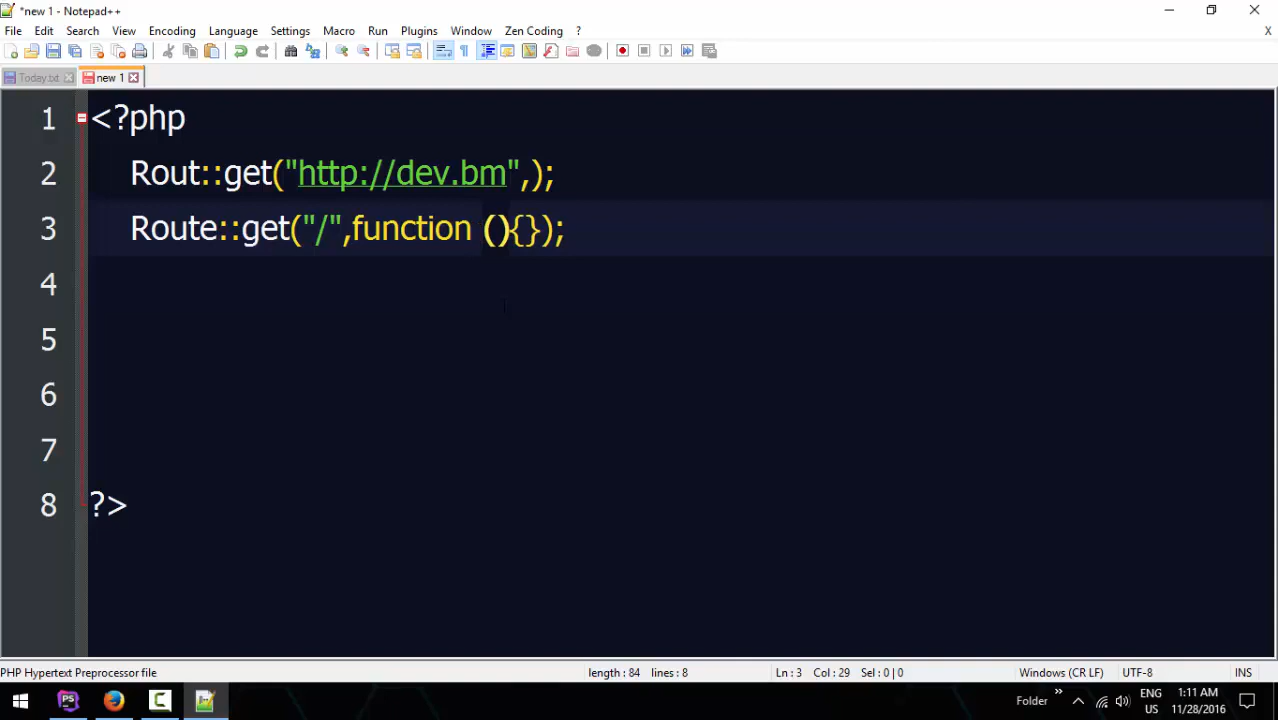 *new 1 - Notepad++
File Edit Search View Encoding Language Settings Macro Run Plugins Window Zen Coding ? X
Today.txt new 1
1 <?php
2 Rout::get("http://dev.bm",);
3 Route::get("/",function (){});
4
5
6
7
8 ?>
PHP Hypertext Preprocessor file length : 84 lines : 8 Ln : 3 Col : 29 Sel : 0 | 0 Windows (CR LF) UTF-8 INS
Folder ENG 1:11 AM
US 11/28/2016